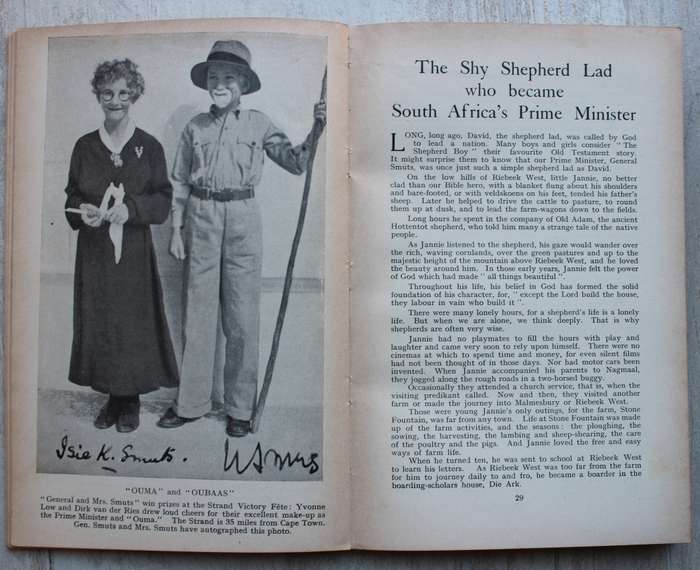 Isie K. Smuts.
"OUMA" and "OUBAAS"
"General and Mrs. Smuts" win prizes at the Strand Victory Fête: Yvonne
Low and Dirk van der Ries drew loud cheers for their excellent make-up as
the Prime Minister and "Ouma." The Strand is 35 miles from Cape Town.
Gen. Smuts and Mrs. Smuts have autographed this photo.
The Shy Shepherd Lad
who became
South Africa's Prime Minister
LONG, long ago, David, the shepherd lad, was called by God
to lead a nation. Many boys and girls consider "The
Shepherd Boy" their favourite Old Testament story.
It might surprise them to know that our Prime Minister, General
Smuts, was once just such a simple shepherd lad as David.
On the low hills of Riebeek West, little Jannie, no better
clad than our Bible hero, with a blanket flung about his shoulders
and bare-footed, or with veldskoens on his feet, tended his father's
sheep. Later he helped to drive the cattle to pasture, to round
them up at dusk, and to lead the farm-wagons down to the fields.
Long hours he spent in the company of Old Adam, the ancient
Hottentot shepherd, who told him many a strange tale of the native
people.
As Jannie listened to the shepherd, his gaze would wander over
the rich, waving cornlands, over the green pastures and up to the
majestic height of the mountain above Riebeek West, and he loved
the beauty around him. In those early years, Jannie felt the power
of God which had made "all things beautiful".
Throughout his life, his belief in God has formed the solid
foundation of his character, for, "except the Lord build the house,
they labour in vain who build it".
There were many lonely hours, for a shepherd's life is a lonely
life. But when we are alone, we think deeply. That is why
shepherds are often very wise.
Jannie had no playmates to fill the hours with play and
laughter and came very soon to rely upon himself. There were no
cinemas at which to spend time and money, for even silent films
had not been thought of in those days. Nor had motor cars been
invented. When Jannie accompanied his parents to Nagmaal,
they jogged along the rough roads in a two-horsed buggy.
Occasionally they attended a church service, that is, when the
visiting predikant called. Now and then, they visited another
farm or made the journey into Malmesbury or Riebeek West.
Those were young Jannie's only outings, for the farm, Stone
Fountain, was far from any town. Life at Stone Fountain was made
up of the farm activities, and the seasons: the ploughing, the
sowing, the harvesting, the lambing and sheep-shearing, the care
of the poultry and the pigs. And Jannie loved the free and easy
ways of farm life.
When he turned ten, he was sent to school at Riebeek West
to learn his letters. As Riebeek West was too far from the farm
for him to journey daily to and fro, he became a boarder in the
boarding-scholars house, Die Ark.
29